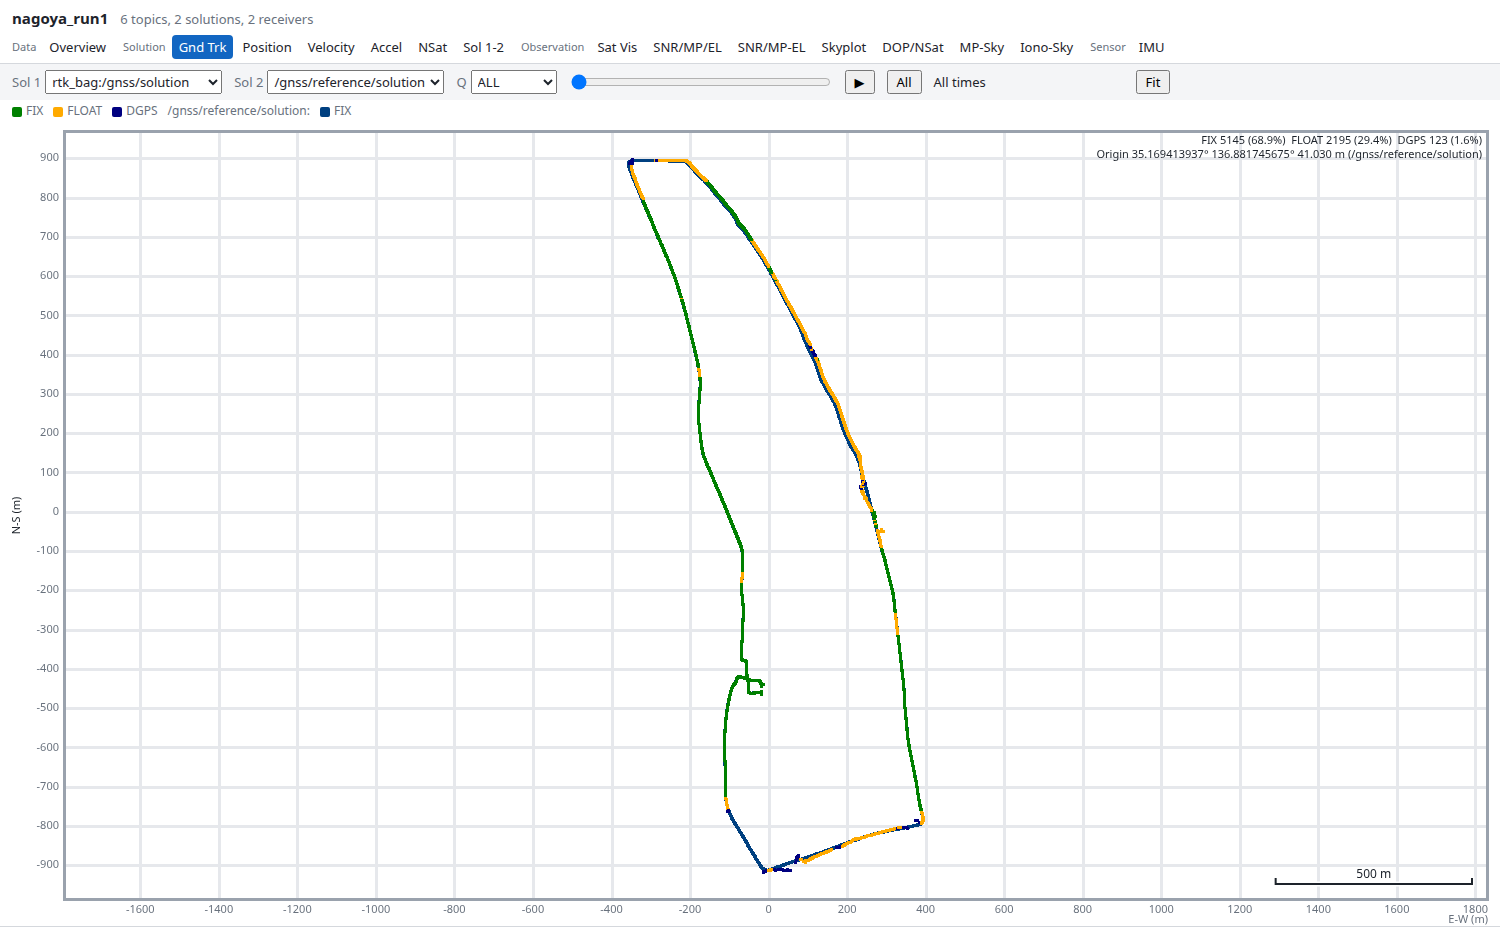 nagoya_run1 6 topics, 2 solutions, 2 receivers
Data Overview Solution Gnd Trk Position Velocity Accel NSat Sol 1-2 Observation Sat Vis SNR/MP/EL SNR/MP-EL Skyplot DOP/NSat MP-Sky Iono-Sky Sensor IMU
Sol 1 rtk_bag:/gnss/solution Sol 2 /gnss/reference/solution Q ALL ▶ All All times Fit
FIX FLOAT DGPS /gnss/reference/solution: FIX
FIX 5145 (68.9%) FLOAT 2195 (29.4%) DGPS 123 (1.6%)
Origin 35.169413937° 136.881745675° 41.030 m (/gnss/reference/solution)
900
800
700
600
500
400
300
200
100
0
-100
-200
-300
-400
-500
-600
-700
-800
-900
N-S (m)
500 m
-1600 -1400 -1200 -1000 -800 -600 -400 -200 0 200 400 600 800 1000 1200 1400 1600 1800
E-W (m)